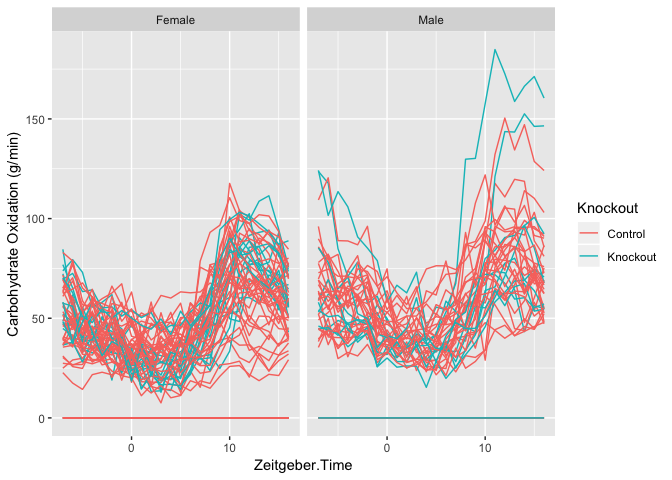 Female
Male
Carbohydrate Oxidation (g/min)
150
100
50
0
0
10
0
10
Zeitgeber.Time
Knockout
Control
Knockout